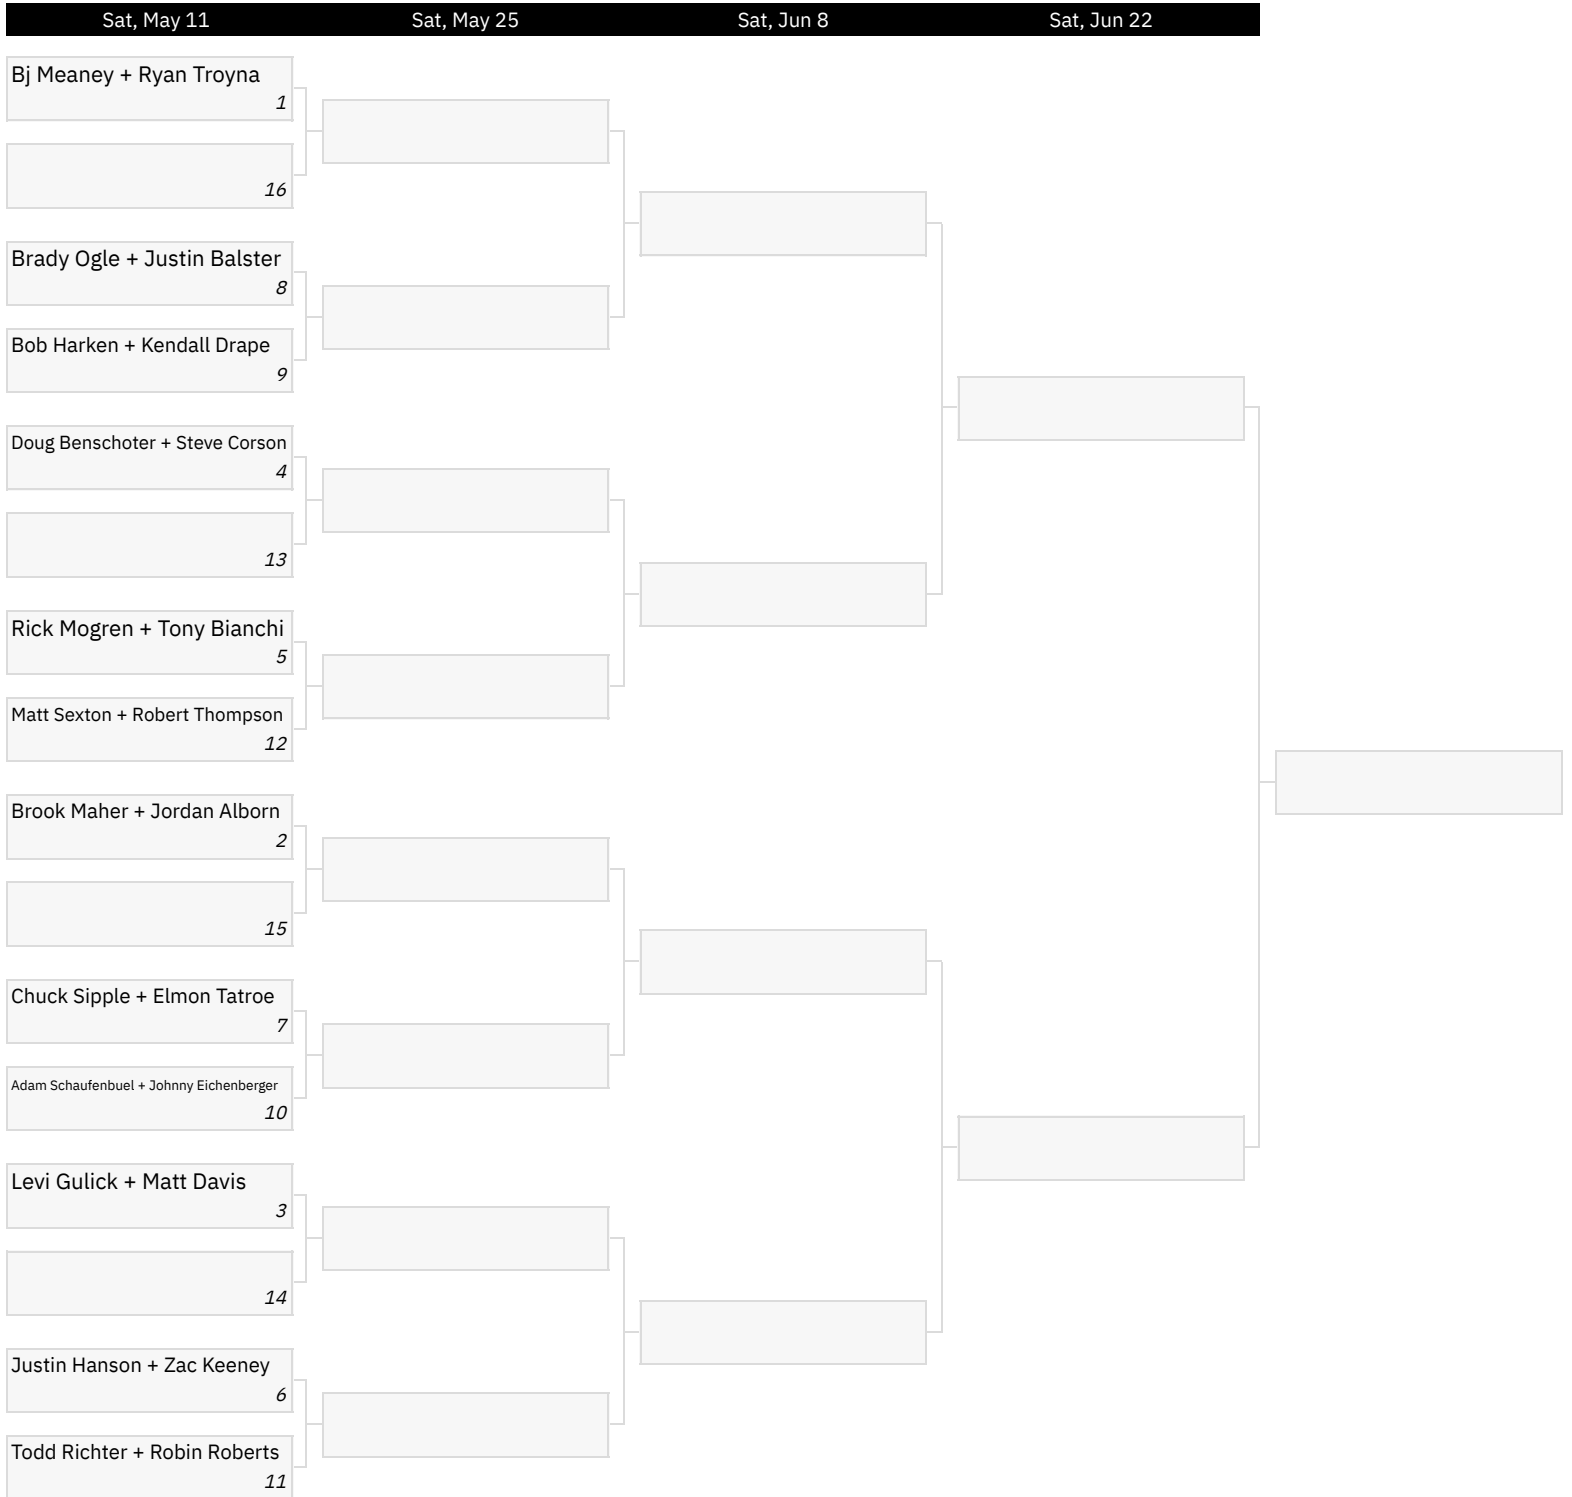 Sat, May 11 Sat, May 25 Sat, Jun 8 Sat, Jun 22
Bj Meaney + Ryan Troyna
1
16
Brady Ogle + Justin Balster
8
Bob Harken + Kendall Drape
9
Doug Benschoter + Steve Corson
4
13
Rick Mogren + Tony Bianchi
5
Matt Sexton + Robert Thompson
12
Brook Maher + Jordan Alborn
2
15
Chuck Sipple + Elmon Tatroe
7
Adam Schaufenbuel + Johnny Eichenberger
10
Levi Gulick + Matt Davis
3
14
Justin Hanson + Zac Keeney
6
Todd Richter + Robin Roberts
11